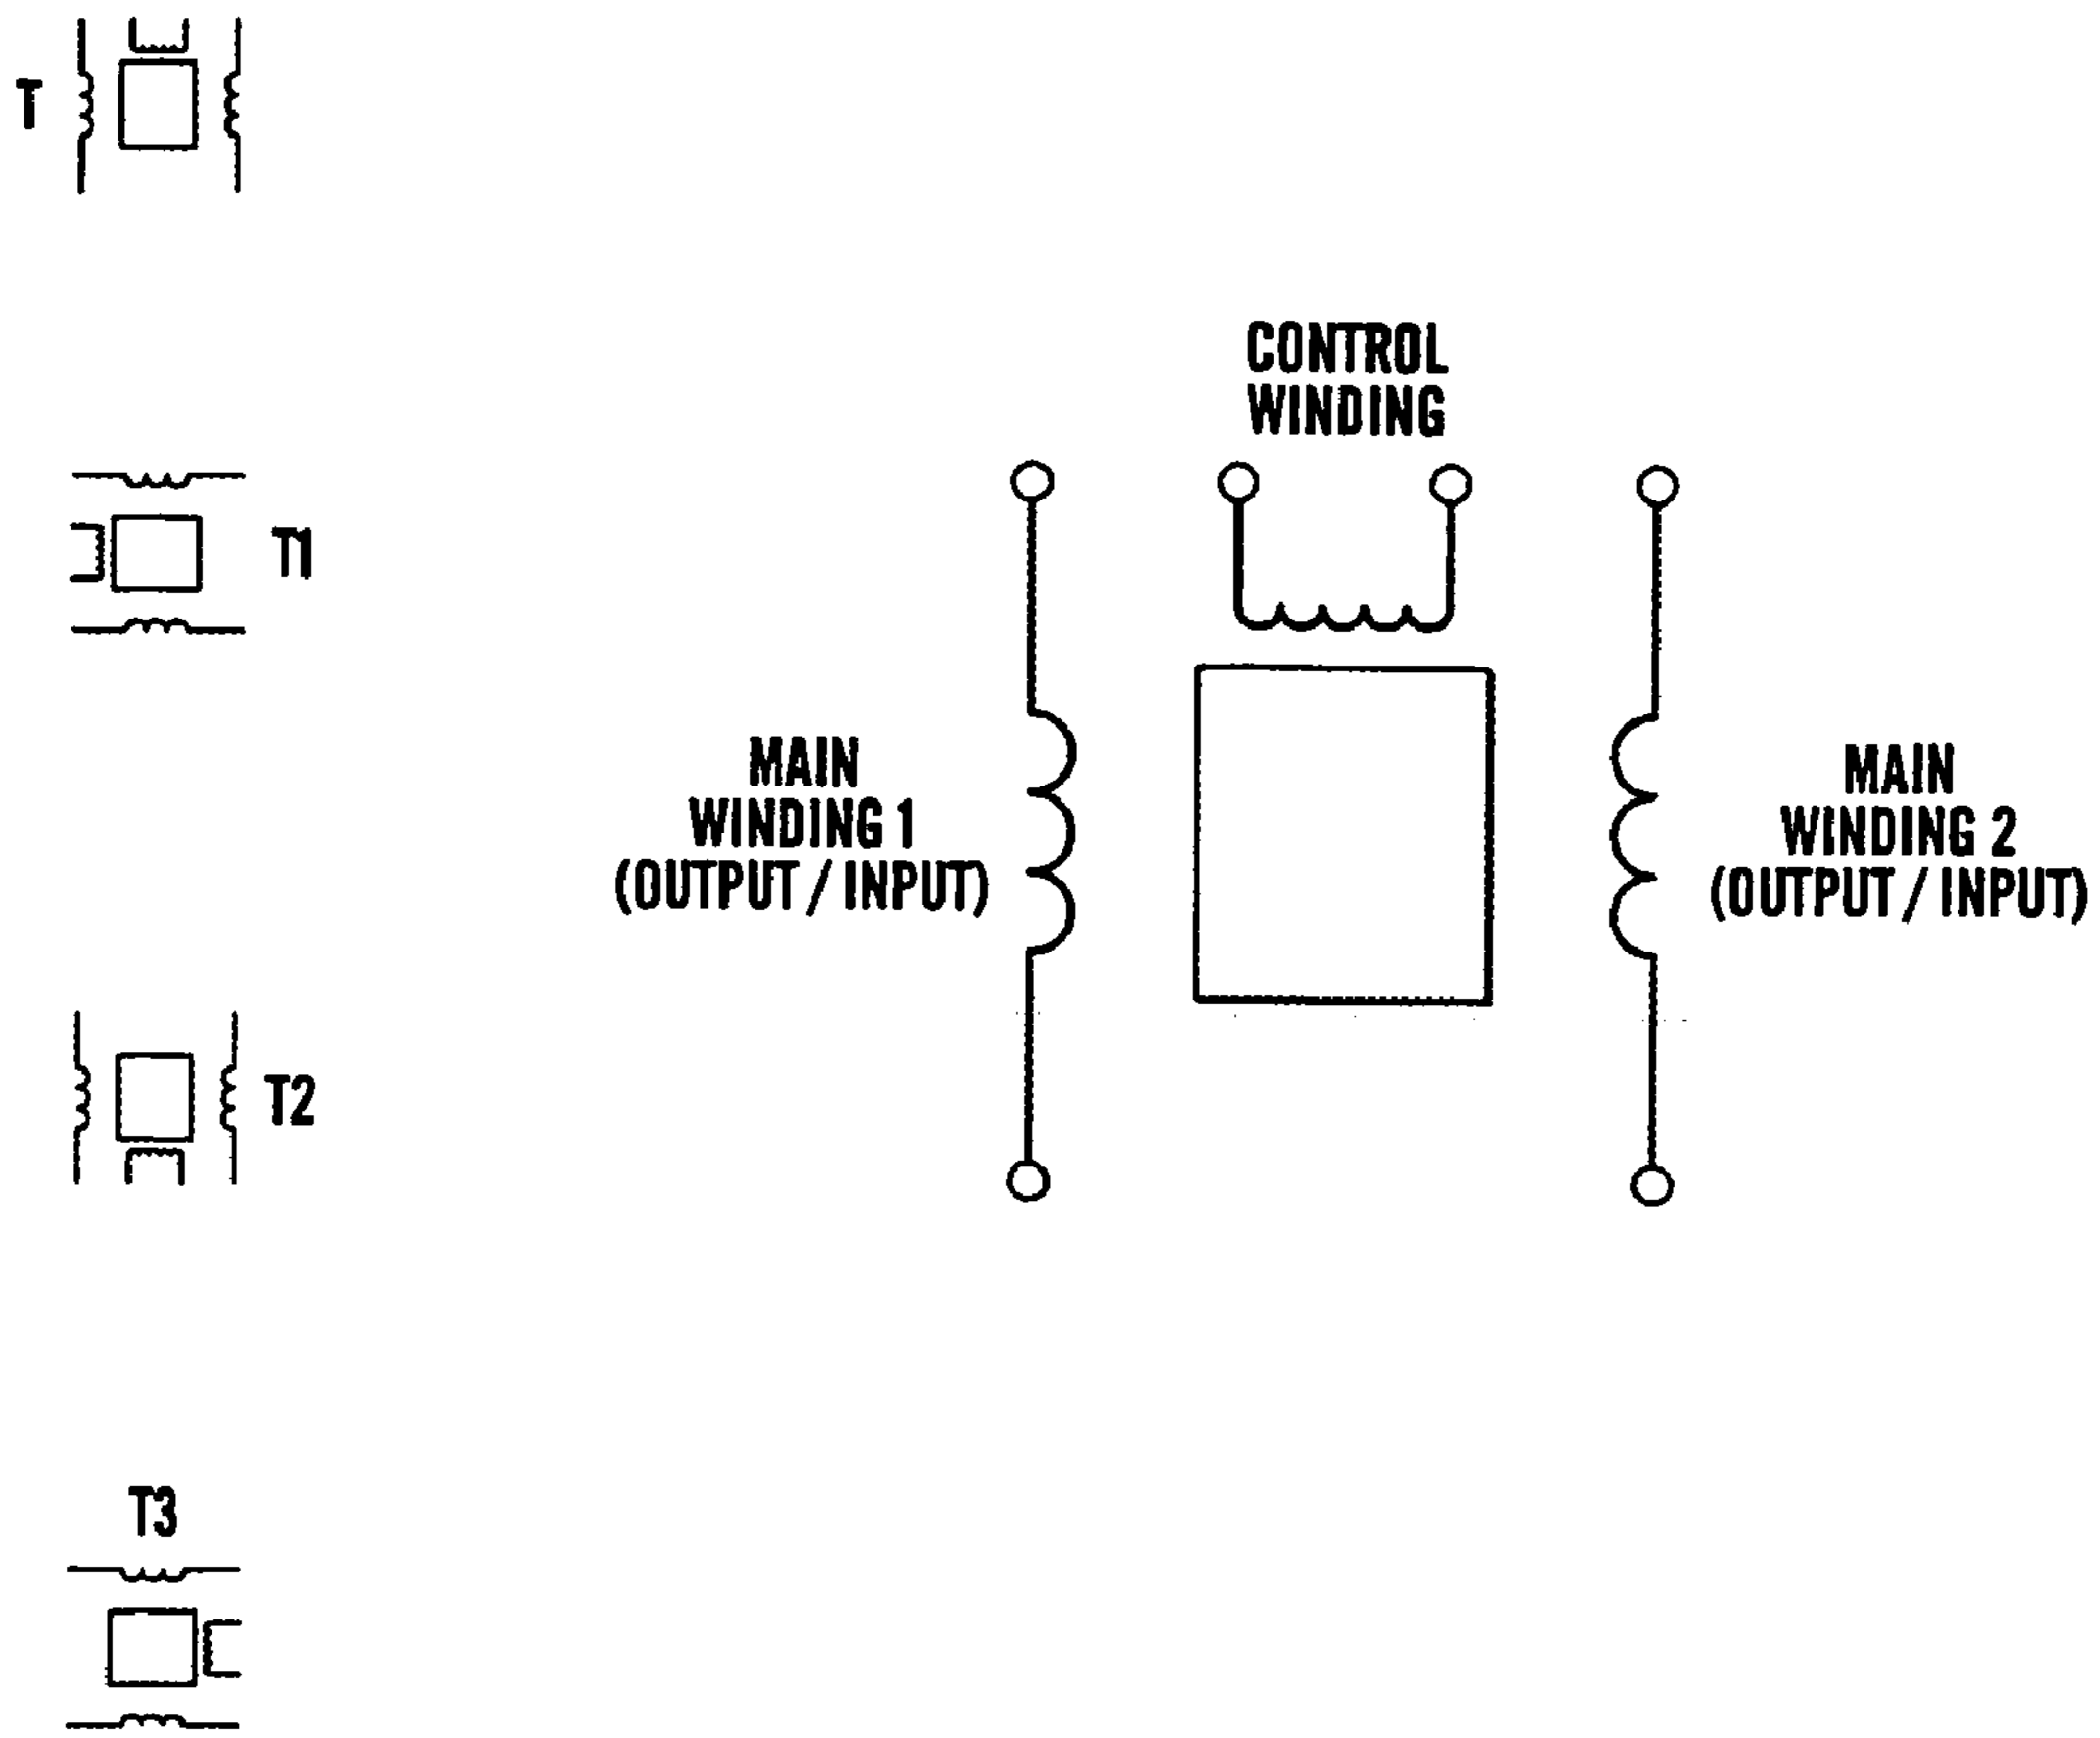 T
CONTROL
WINDING
T1
MAIN
WINDING 1
(OUTPUT / INPUT)
MAIN
WINDING 2
(OUTPUT / INPUT)
T2
T3